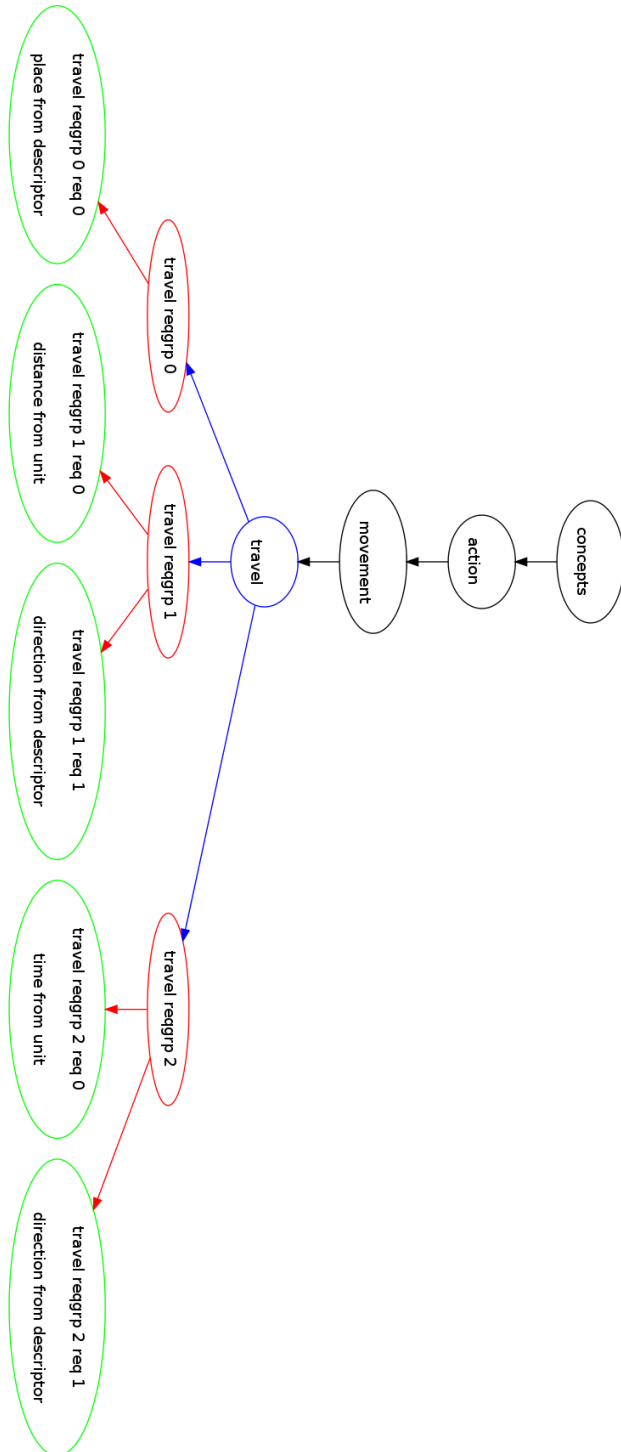 concepts
action
movement
travel
travel reqgrp 0
travel reqgrp 1
travel reqgrp 2
travel reqgrp 0 req 0
place from descriptor
travel reqgrp 1 req 0
distance from unit
travel reqgrp 1 req 1
direction from descriptor
travel reqgrp 2 req 0
time from unit
travel reqgrp 2 req 1
direction from descriptor